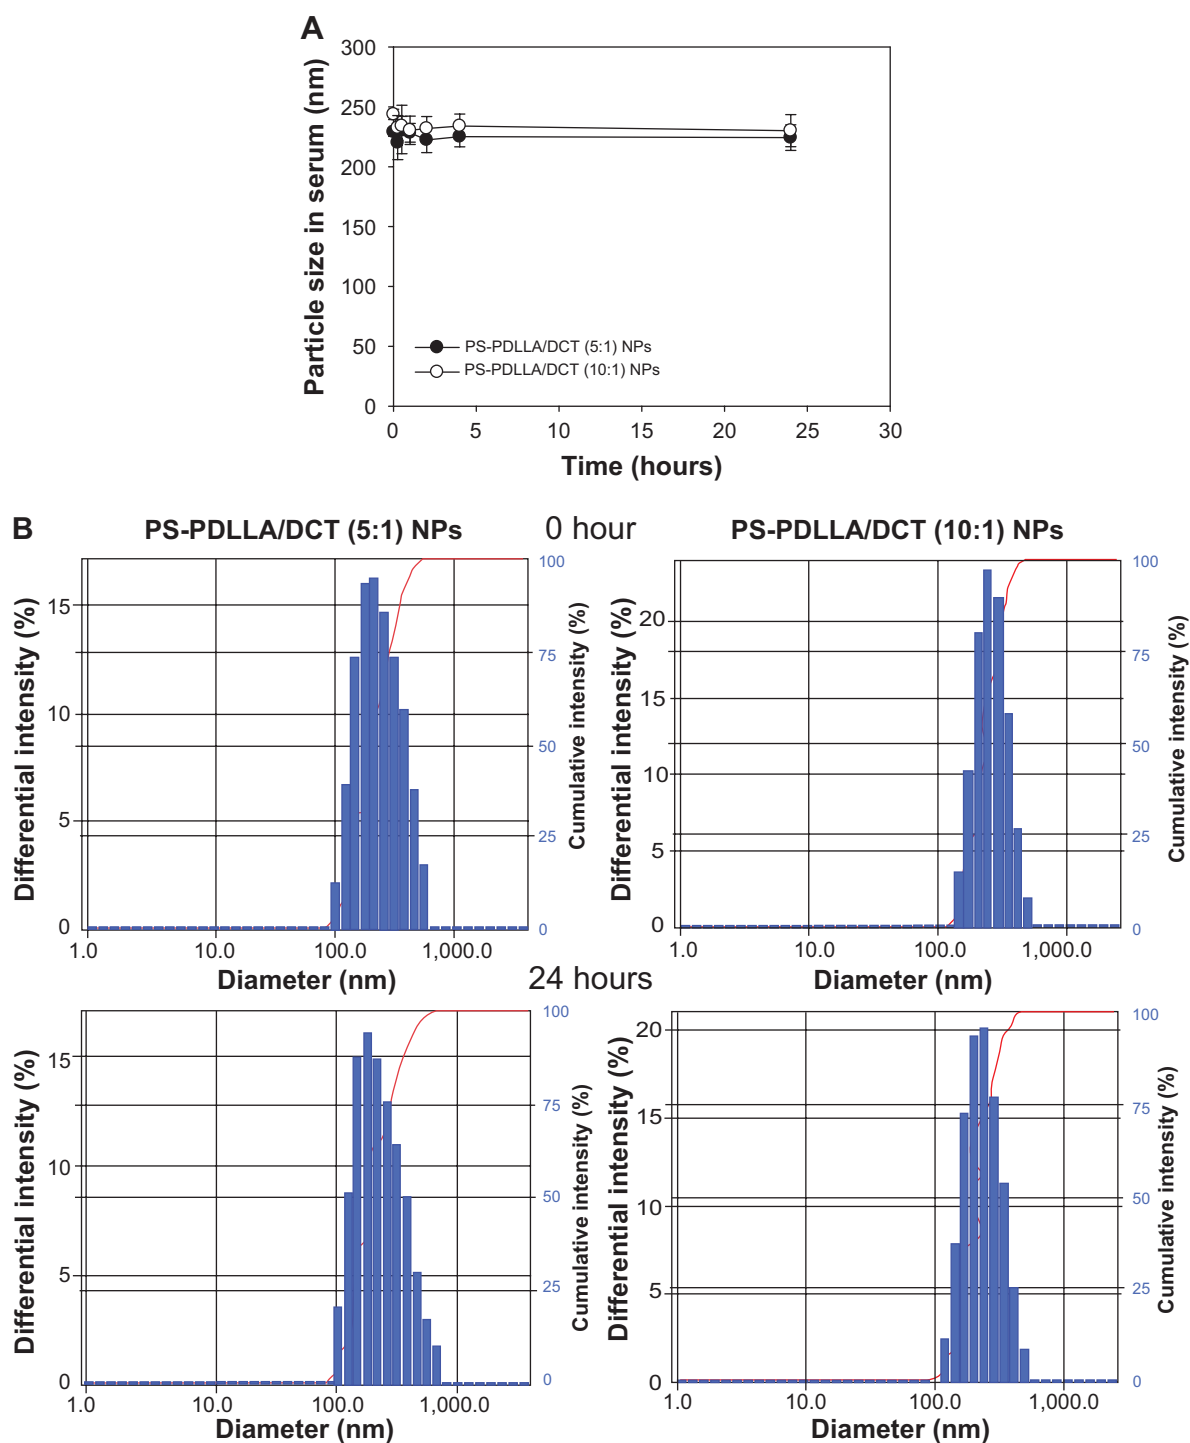 A
Particle size in serum (nm)
300
250
200
150
100
50
0
PS-PDLLA/DCT (5:1) NPs
PS-PDLLA/DCT (10:1) NPs
0 5 10 15 20 25 30
Time (hours)
B
PS-PDLLA/DCT (5:1) NPs
0 hour
PS-PDLLA/DCT (10:1) NPs
Differential intensity (%)
15
10
5
0
100
75
50
25
0
Cumulative intensity (%)
1.0 10.0 100.0 1,000.0
Diameter (nm)
Differential intensity (%)
20
15
10
5
0
100
75
50
25
0
Cumulative intensity (%)
1.0 10.0 100.0 1,000.0
Diameter (nm)
24 hours
Differential intensity (%)
15
10
5
0
100
75
50
25
0
Cumulative intensity (%)
1.0 10.0 100.0 1,000.0
Diameter (nm)
Differential intensity (%)
20
15
10
5
0
100
75
50
25
0
Cumulative intensity (%)
1.0 10.0 100.0 1,000.0
Diameter (nm)